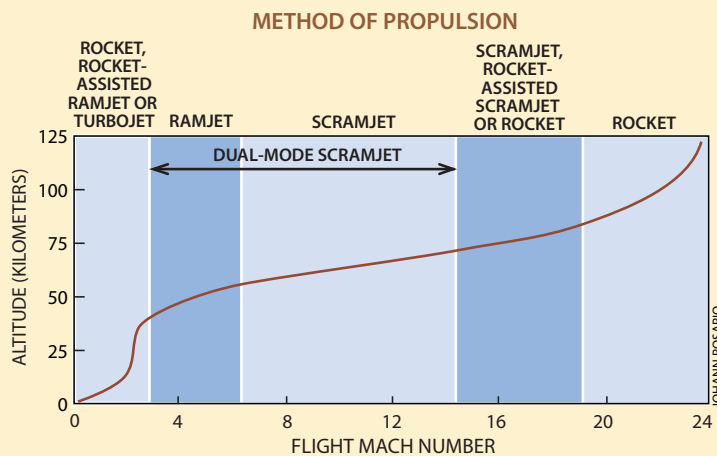 METHOD OF PROPULSION
ROCKET,
ROCKET-
ASSISTED
RAMJET OR
TURBOJET
RAMJET
SCRAMJET
SCRAMJET,
ROCKET-
ASSISTED
SCRAMJET
OR ROCKET
ROCKET
DUAL-MODE SCRAMJET
ALTITUDE (KILOMETERS)
125
100
75
50
25
0
0 4 8 12 16 20 24
FLIGHT MACH NUMBER
JOHANN ROSARIO